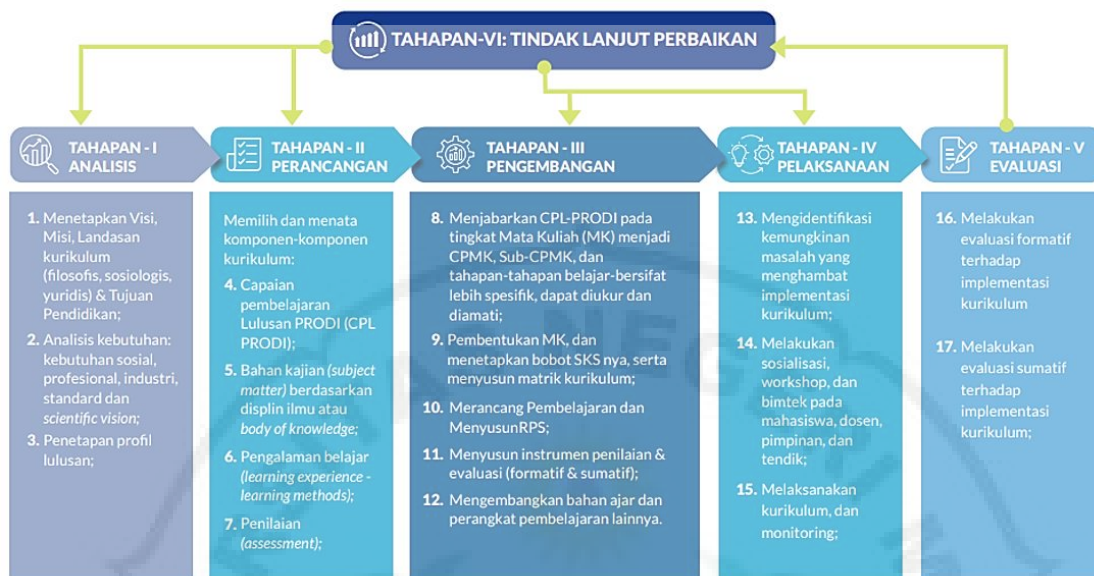 TAHAPAN-VI: TINDAK LANJUT PERBAIKAN
TAHAPAN - I
ANALISIS
1. Menetapkan Visi,
Misi, Landasan
kurikulum
(filosofis, sosiologis,
yuridis) & Tujuan
Pendidikan;
2. Analisis kebutuhan:
kebutuhan sosial,
profesional, industri,
standard dan
scientific vision;
3. Penetapan profil
lulusan;
TAHAPAN - II
PERANCANGAN
Memilih dan menata
komponen-komponen
kurikulum:
4. Capaian
pembelajaran
Lulusan PRODI (CPL
PRODI);
5. Bahan kajian (subject
matter) berdasarkan
displin ilmu atau
body of knowledge;
6. Pengalaman belajar
(learning experience -
learning methods);
7. Penilaian
(assessment);
TAHAPAN - III
PENGEMBANGAN
8. Menjabarkan CPL-PRODI pada
tingkat Mata Kuliah (MK) menjadi
CPMK, Sub-CPMK, dan
tahapan-tahapan belajar-bersifat
lebih spesifik, dapat diukur dan
diamati;
9. Pembentukan MK, dan
menetapkan bobot SKS nya, serta
menyusun matrik kurikulum;
10. Merancang Pembelajaran dan
MenyusunRPS;
11. Menyusun instrumen penilaian &
evaluasi (formatif & sumatif);
12. Mengembangkan bahan ajar dan
perangkat pembelajaran lainnya.
TAHAPAN - IV
PELAKSANAAN
13. Mengidentifikasi
kemungkinan
masalah yang
menghambat
implementasi
kurikulum;
14. Melakukan
sosialisasi,
workshop, dan
bimtek pada
mahasiswa, dosen,
pimpinan, dan
tendik;
15. Melaksanakan
kurikulum, dan
monitoring;
TAHAPAN - V
EVALUASI
16. Melakukan
evaluasi formatif
terhadap
implementasi
kurikulum
17. Melakukan
evaluasi sumatif
terhadap
implementasi
kurikulum;